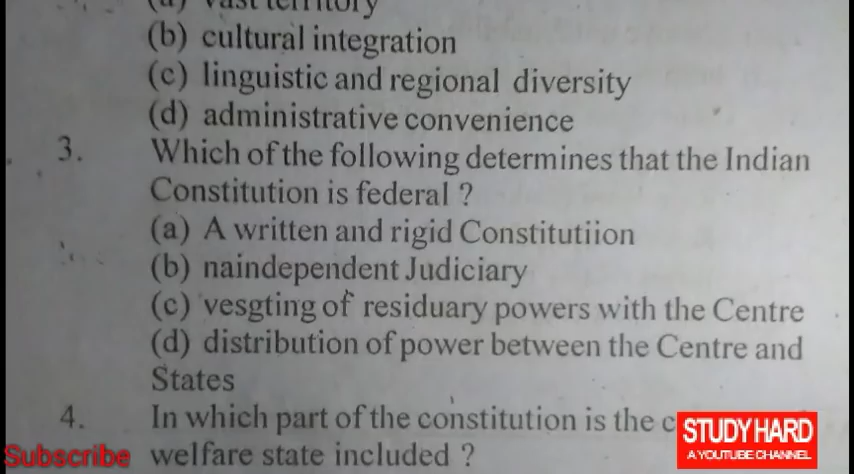 (a) vast territory
(b) cultural integration
(c) linguistic and regional diversity
(d) administrative convenience
3. Which of the following determines that the Indian
Constitution is federal ?
(a) A written and rigid Constitutiion
(b) naindependent Judiciary
(c) vesgting of residuary powers with the Centre
(d) distribution of power between the Centre and
States
4. In which part of the constitution is the
welfare state included ?
STUDY HARD
A YOUTUBE CHANNEL
Subscribe